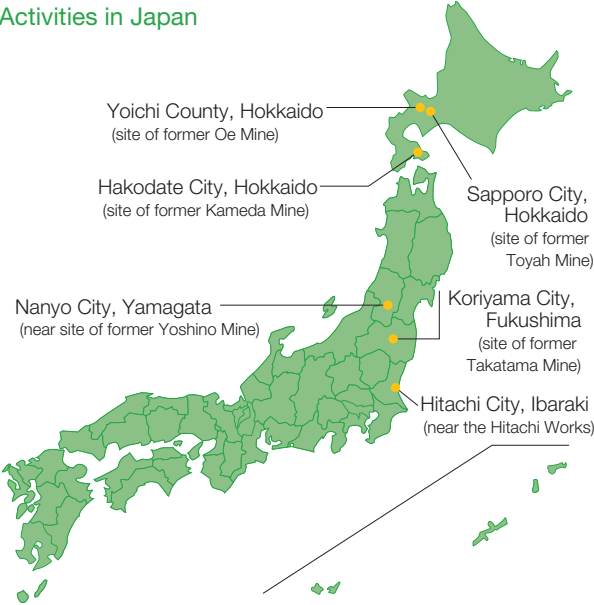 Activities in Japan
Yoichi County, Hokkaido
(site of former Oe Mine)
Hakodate City, Hokkaido
(site of former Kameda Mine)
Sapporo City,
Hokkaido
(site of former
Toyah Mine)
Nanyo City, Yamagata
(near site of former Yoshino Mine)
Koriyama City,
Fukushima
(site of former
Takatama Mine)
Hitachi City, Ibaraki
(near the Hitachi Works)